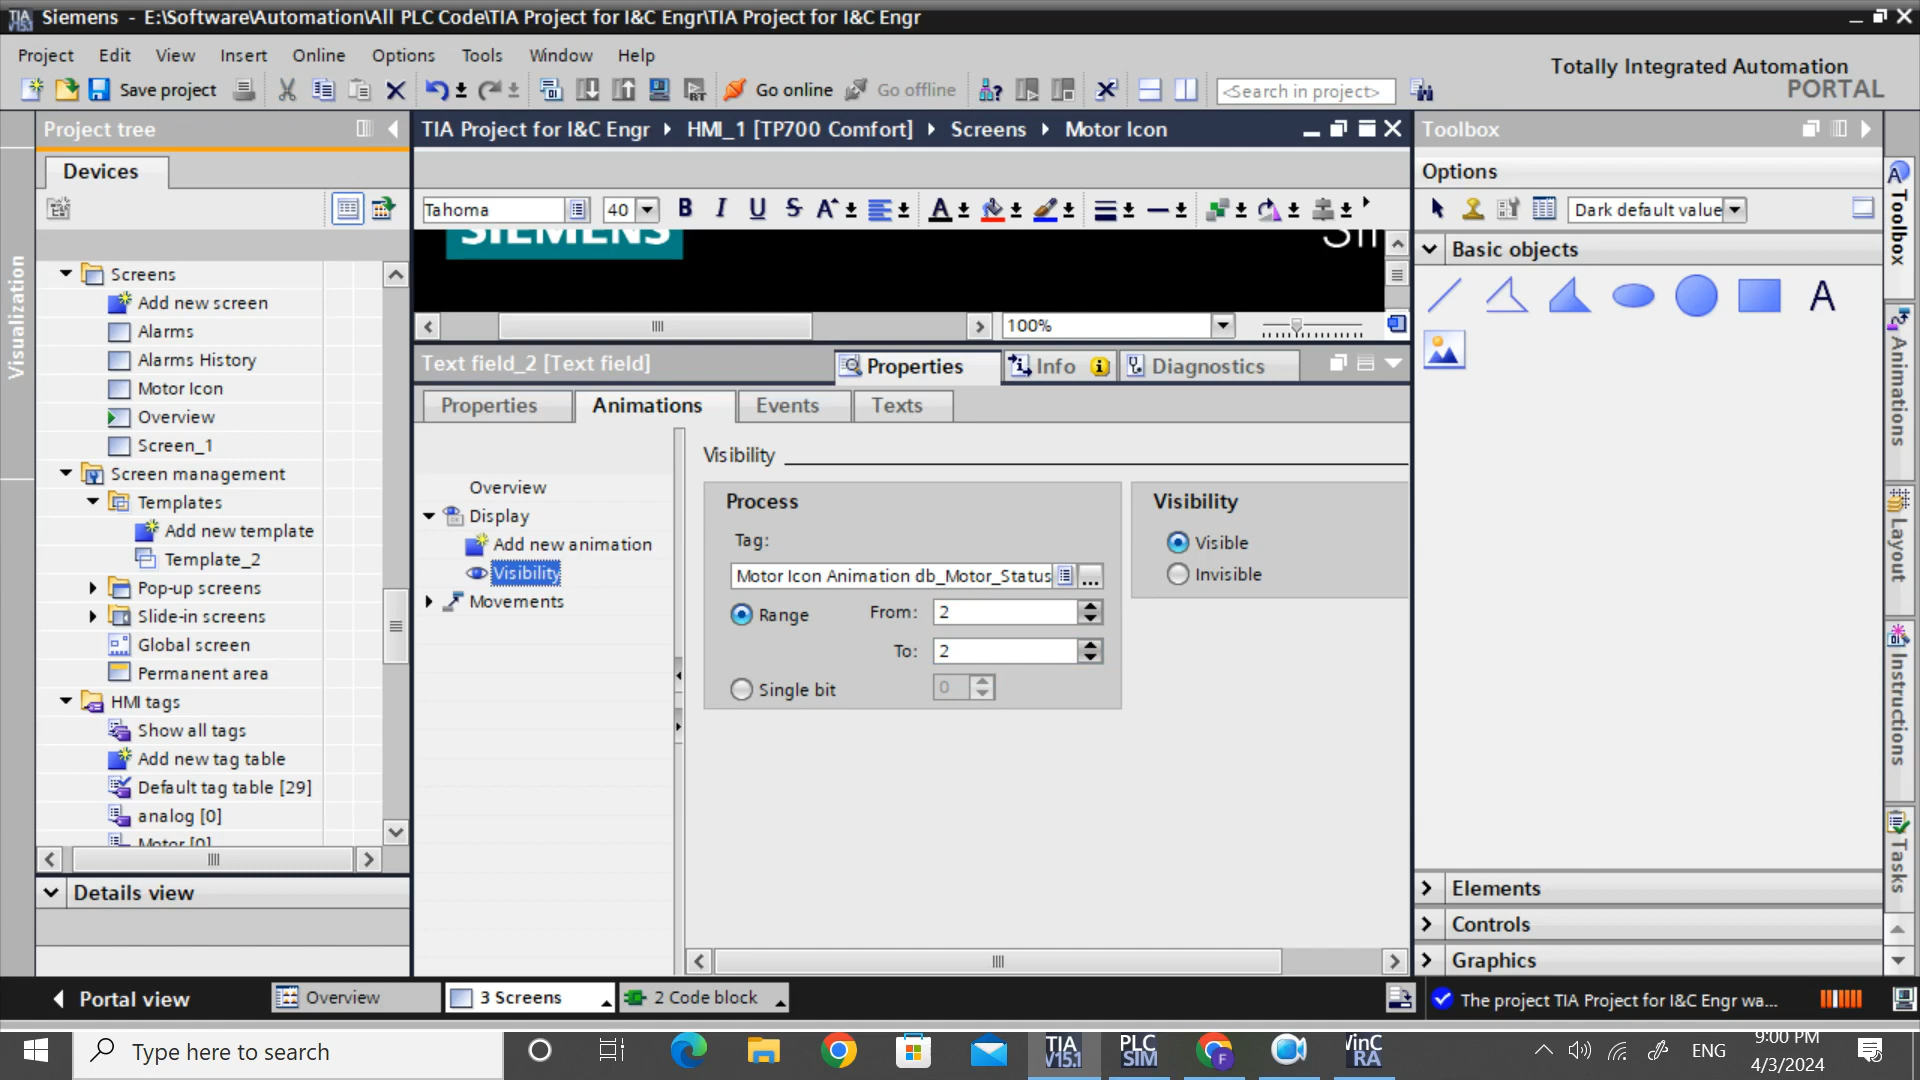 Siemens - E:\Software\Automation\All PLC Code\TIA Project for I&C Engr\TIA Project for I&C Engr
Project Edit View Insert Online Options Tools Window Help
Totally Integrated Automation
PORTAL
Save project Go online Go offline <Search in project>
Project tree
TIA Project for I&C Engr HMI_1 [TP700 Comfort] Screens Motor Icon
Toolbox
Devices
Options
Tahoma 40 B I U S
Dark default value
SIEMENS
Basic objects
Screens
Add new screen
Alarms
Alarms History
Motor Icon
Overview
Screen_1
Screen management
Templates
Add new template
Template_2
Pop-up screens
Slide-in screens
Global screen
Permanent area
HMI tags
Show all tags
Add new tag table
Default tag table [29]
analog [0]
Motor [0]
Details view
Visualization
100%
Text field_2 [Text field]
Properties Info Diagnostics
Properties Animations Events Texts
Overview
Display
Add new animation
Visibility
Movements
Visibility
Process
Tag:
Motor Icon Animation db_Motor_Status ...
Range From: 2
To: 2
Single bit 0
Visibility
Visible
Invisible
Elements
Controls
Graphics
Toolbox
Animations
Layout
Instructions
Tasks
Portal view Overview 3 Screens 2 Code block
The project TIA Project for I&C Engr wa...
Type here to search
TIA V15.1
PLC SIM
WinC RA
ENG
9:00 PM
4/3/2024